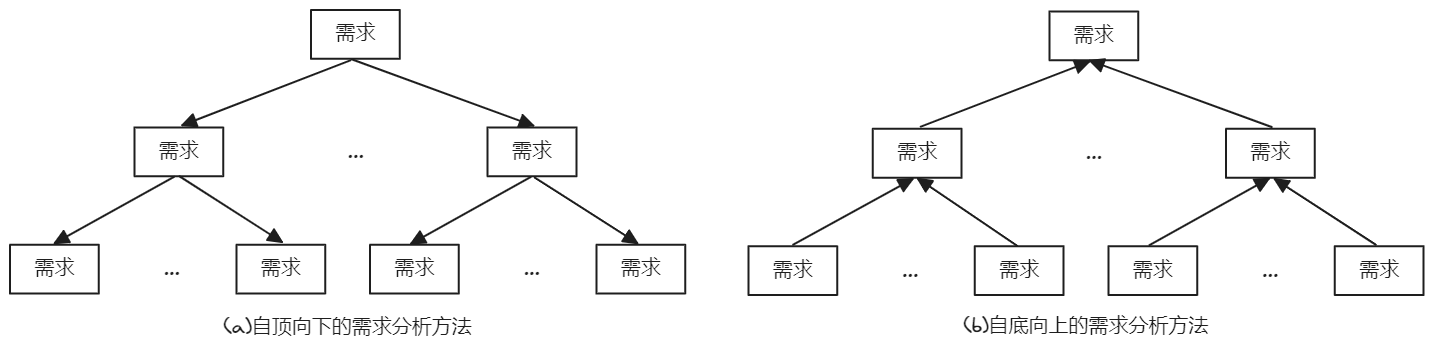 需求
需求
需求 ... 需求
需求 ... 需求
需求 ... 需求 需求 ... 需求
需求 ... 需求 需求 ... 需求
(a)自顶向下的需求分析方法
(b)自底向上的需求分析方法